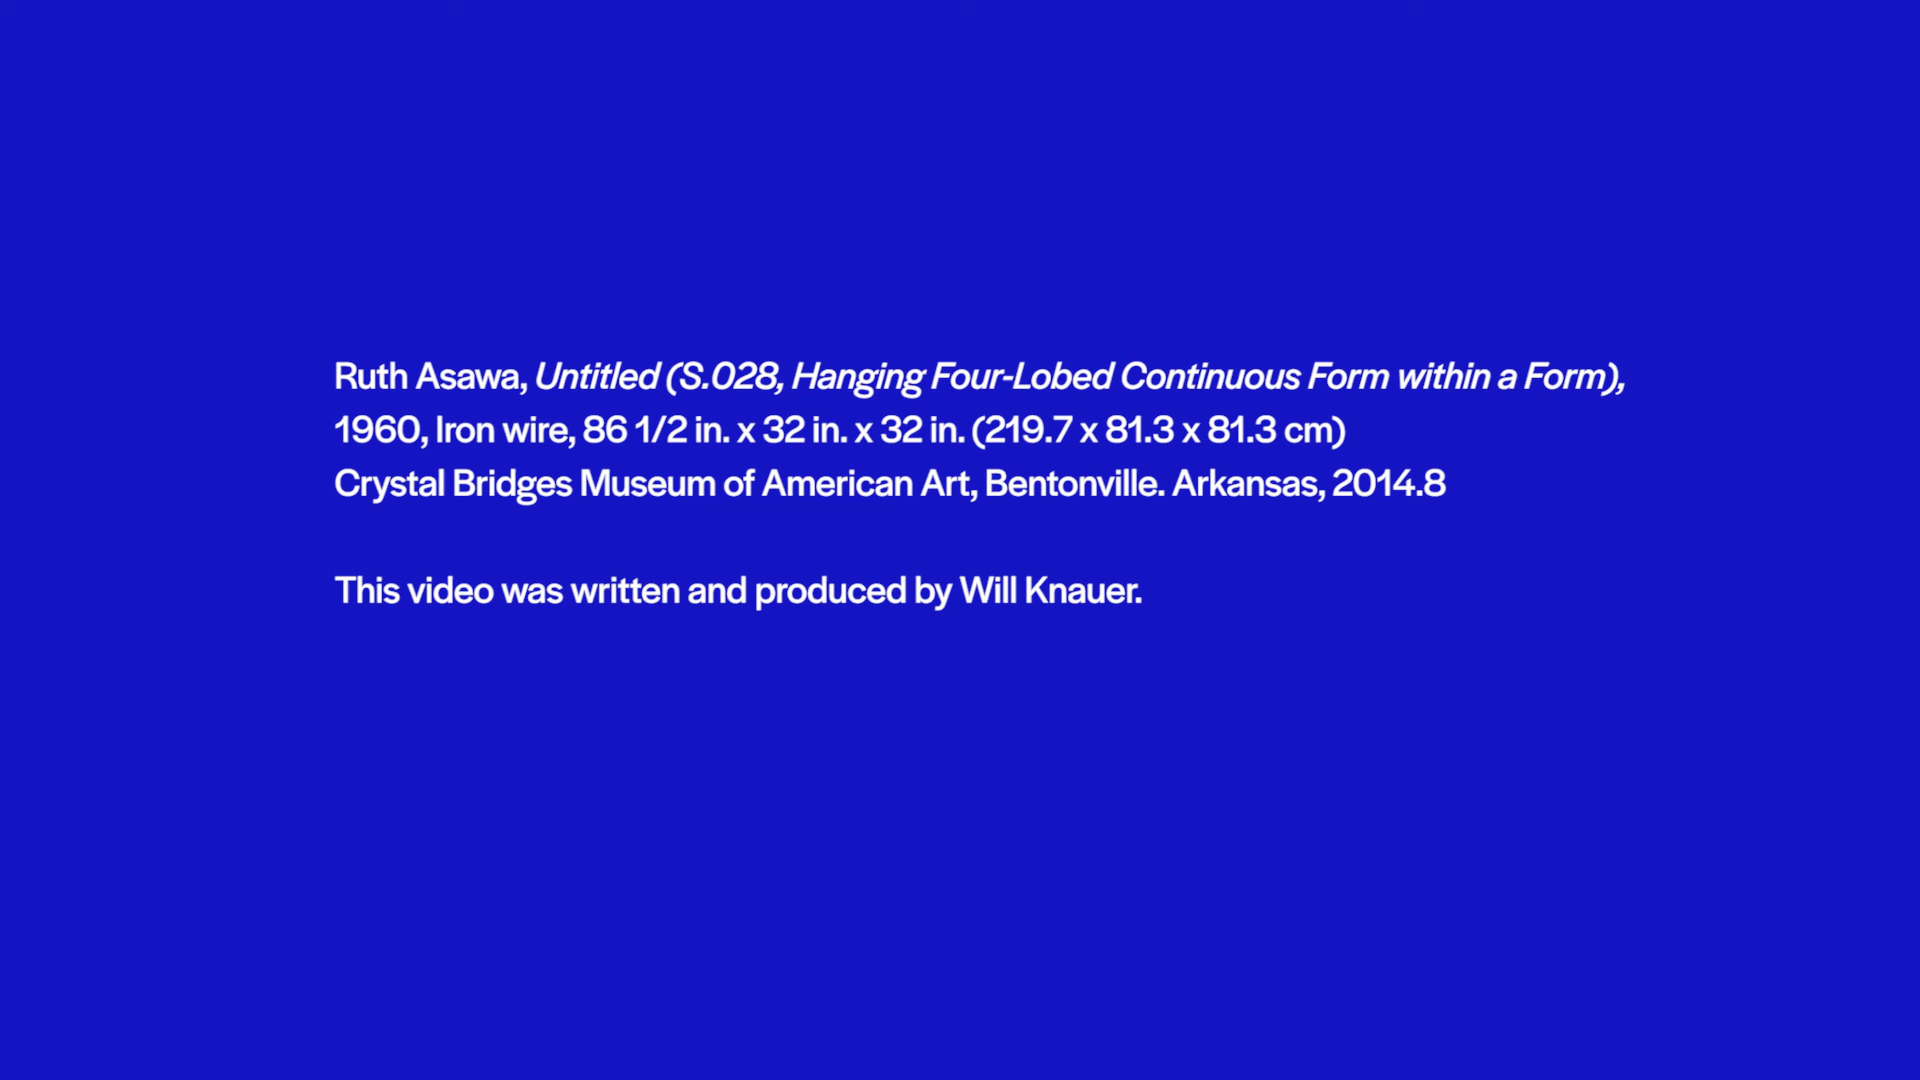 Ruth Asawa, Untitled (S.028, Hanging Four-Lobed Continuous Form within a Form),
1960, Iron wire, 86 1/2 in. x 32 in. x 32 in. (219.7 x 81.3 x 81.3 cm)
Crystal Bridges Museum of American Art, Bentonville. Arkansas, 2014.8
This video was written and produced by Will Knauer.